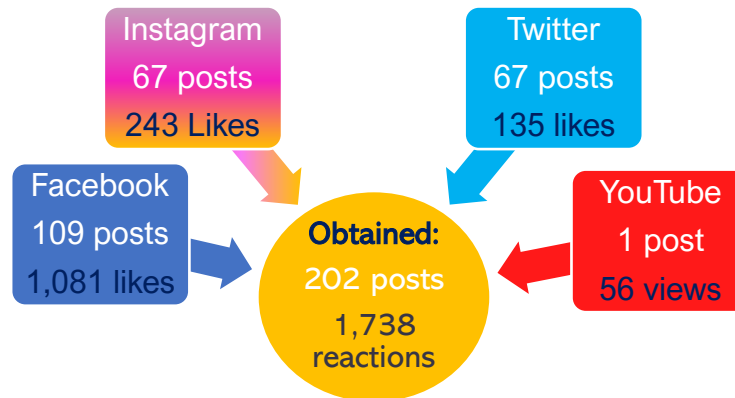 Instagram
67 posts
243 Likes
Twitter
67 posts
135 likes
Facebook
109 posts
1,081 likes
Obtained:
202 posts
1,738
reactions
YouTube
1 post
56 views